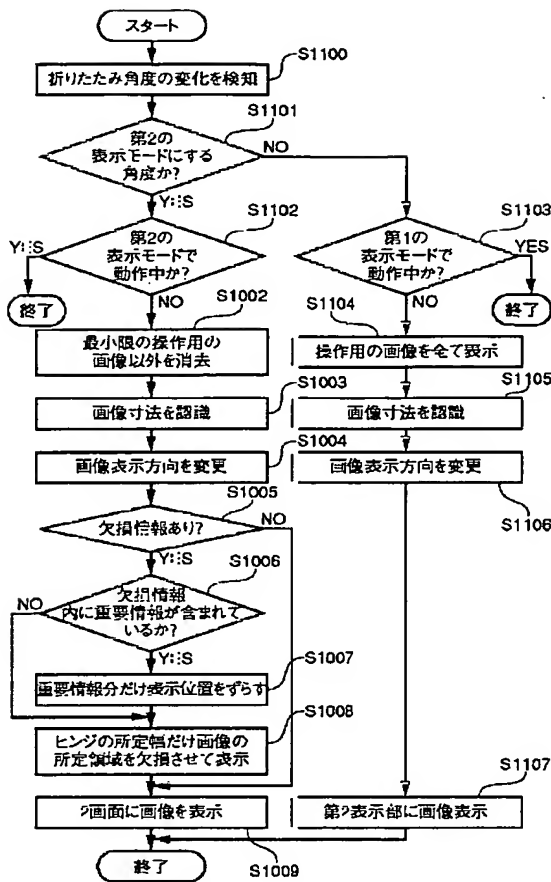 スタート
S1100
折りたたみ角度の変化を検知
S1101
第2の
表示モードにする
角度か?
NO
YES
S1102
S1103
第2の
表示モードで
動作中か?
YES
NO
終了
第1の
表示モードで
動作中か?
YES
NO
終了
S1002
最小限の操作用の
画像以外を消去
S1104
操作用の画像を全て表示
S1003
画像寸法を認識
S1105
画像寸法を認識
S1004
画像表示方向を変更
画像表示方向を変更
S1106
S1005
欠損情報あり?
NO
YES
S1006
欠損情報
内に重要情報が含まれて
いるか?
NO
YES
S1007
重要情報分だけ表示位置をずらす
S1008
ヒンジの所定幅だけ画像の
所定領域を欠損させて表示
S1107
2画面に画像を表示
第2表示部に画像表示
S1009
終了